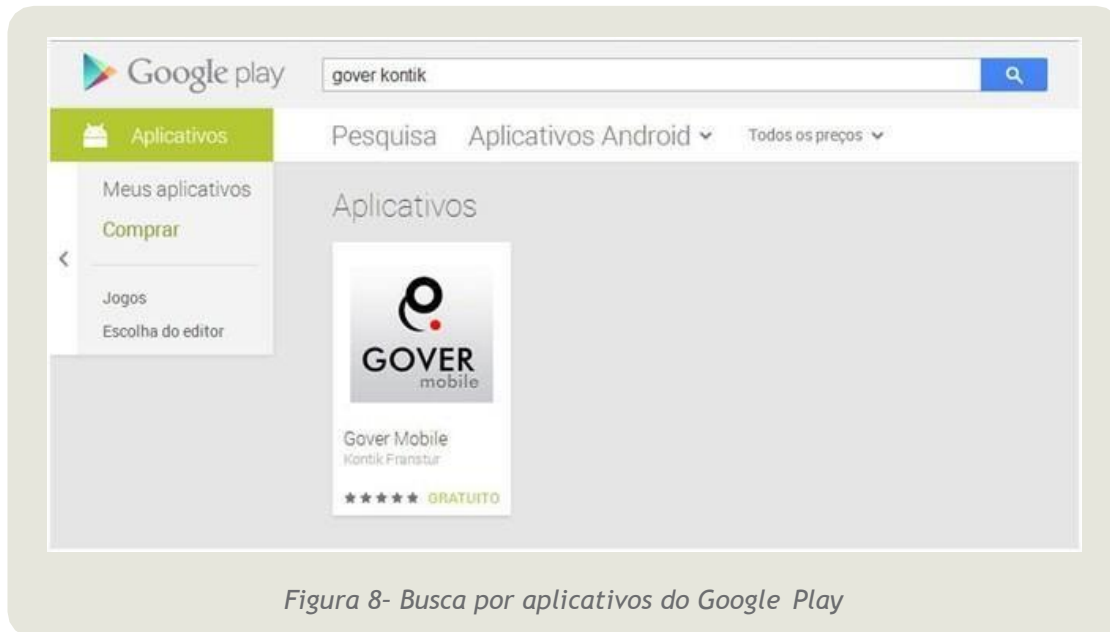 Google play
gover kontik
Aplicativos
Pesquisa Aplicativos Android Todos os preços
Meus aplicativos
Comprar
Jogos
Escolha do editor
Aplicativos
GOVER
mobile
Gover Mobile
Kontik Franstur
GRATUITO
Figura 8- Busca por aplicativos do Google Play